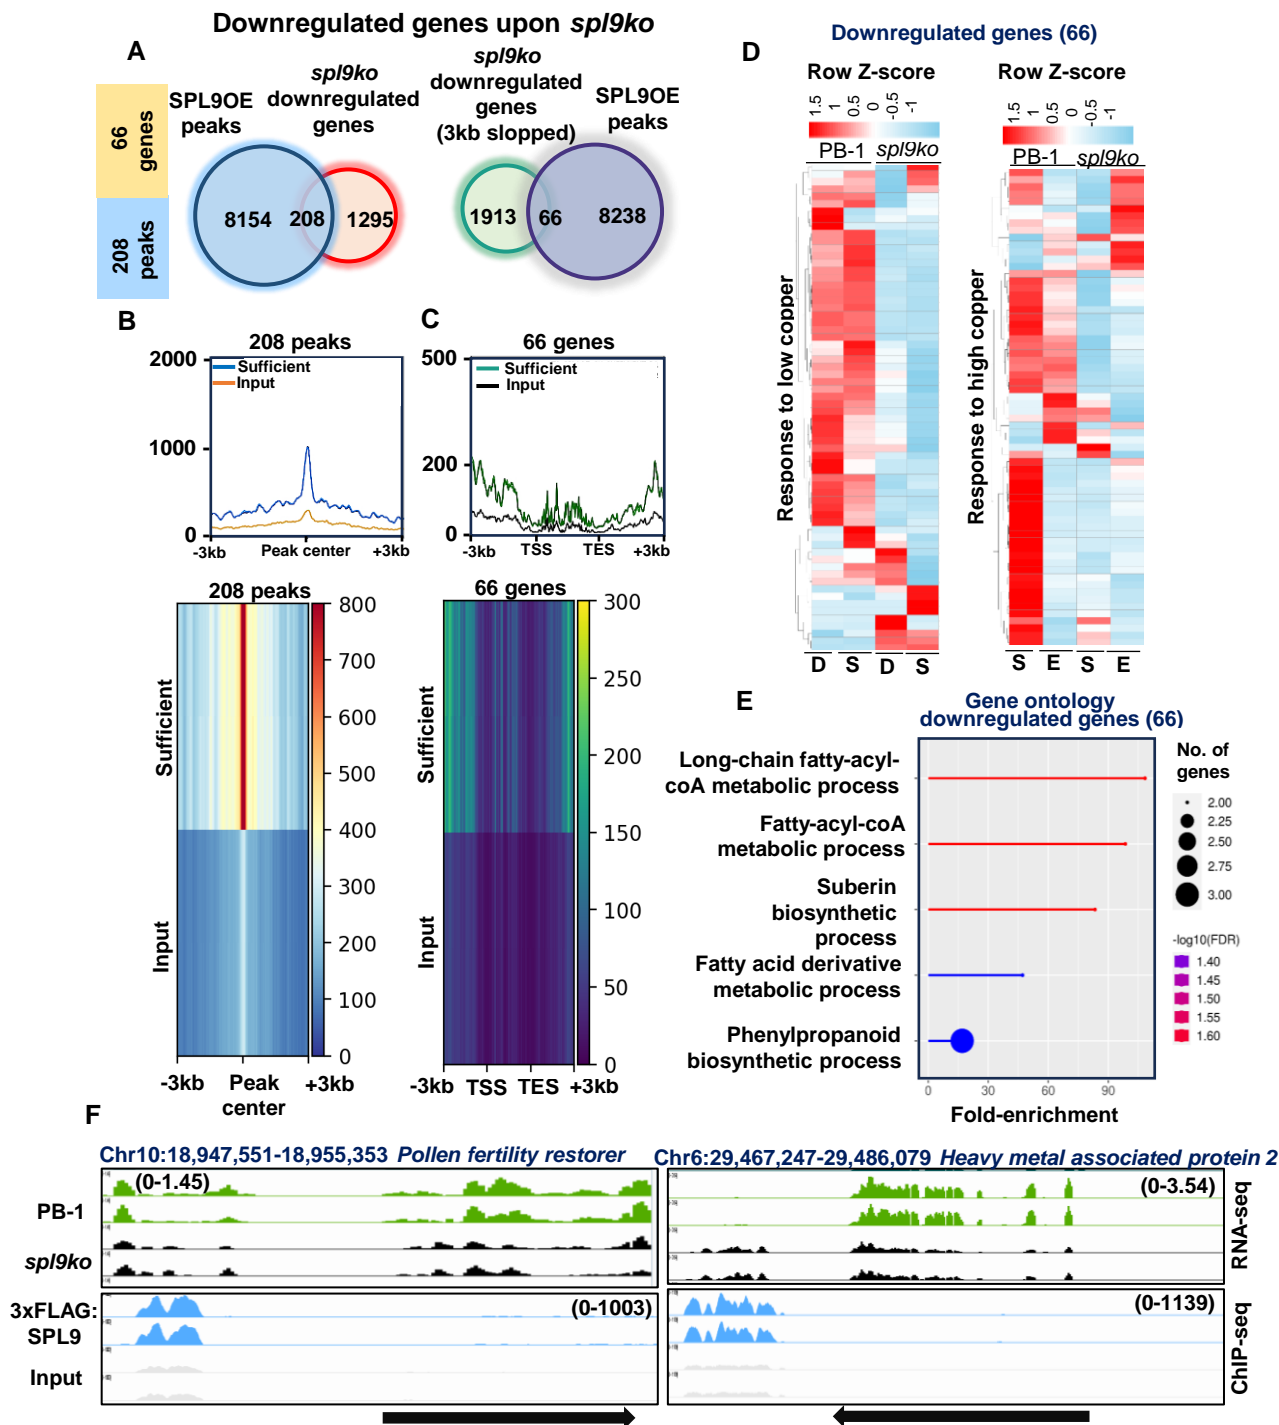 Downregulated genes upon spl9ko
A
66
genes
208
peaks
SPL9OE
peaks
spl9ko
downregulated
genes
8154
208
1295
spl9ko
downregulated
genes
(3kb slopped)
SPL9OE
peaks
1913
66
8238
B
208 peaks
2000
1000
0
Sufficient
Input
-3kb
Peak center
+3kb
C
66 genes
500
200
0
Sufficient
Input
-3kb
TSS
TES
+3kb
208 peaks
Sufficient
Input
800
700
600
500
400
300
200
100
0
-3kb
Peak
center
+3kb
66 genes
Sufficient
Input
300
250
200
150
100
50
0
-3kb
TSS
TES
+3kb
D
Downregulated genes (66)
Row Z-score
1.5
1
0.5
0
-0.5
-1
PB-1
spl9ko
Response to low copper
D
S
D
S
Row Z-score
1.5
1
0.5
0
-0.5
-1
PB-1
spl9ko
Response to high copper
S
E
S
E
E
Gene ontology
downregulated genes (66)
Long-chain fatty-acyl-
coA metabolic process
Fatty-acyl-coA
metabolic process
Suberin
biosynthetic
process
Fatty acid derivative
metabolic process
Phenylpropanoid
biosynthetic process
0
30
60
90
Fold-enrichment
No. of
genes
2.00
2.25
2.50
2.75
3.00
-log10(FDR)
1.40
1.45
1.50
1.55
1.60
F
Chr10:18,947,551-18,955,353 Pollen fertility restorer
Chr6:29,467,247-29,486,079 Heavy metal associated protein 2
(0-1.45)
(0-3.54)
PB-1
spl9ko
RNA-seq
3xFLAG:
SPL9
Input
(0-1003)
(0-1139)
ChIP-seq